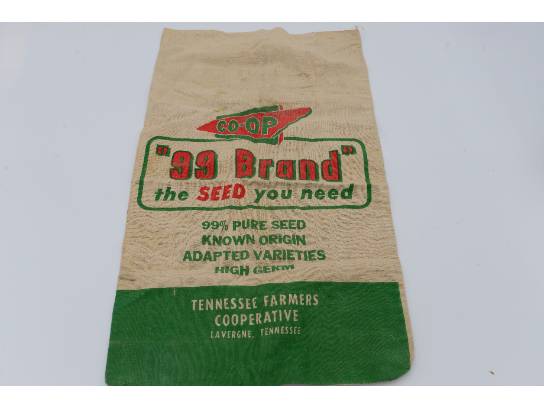 CO-OP
"99 Brand"
the SEED you need
99% PURE SEED
KNOWN ORIGIN
ADAPTED VARIETIES
HIGH GERM
TENNESSEE FARMERS
COOPERATIVE
LAVERGNE, TENNESSEE